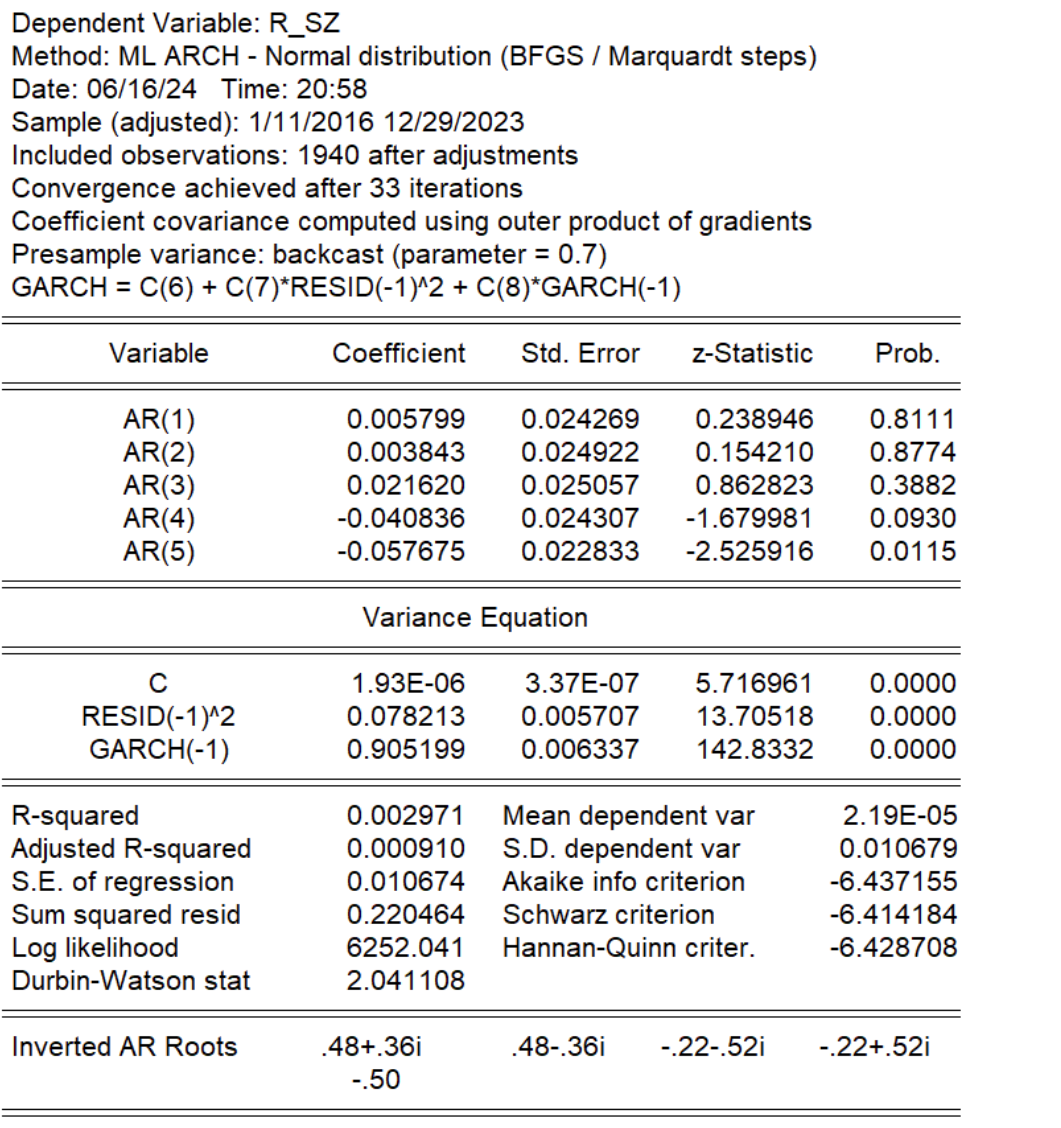 Dependent Variable: R_SZ
Method: ML ARCH - Normal distribution (BFGS / Marquardt steps)
Date: 06/16/24 Time: 20:58
Sample (adjusted): 1/11/2016 12/29/2023
Included observations: 1940 after adjustments
Convergence achieved after 33 iterations
Coefficient covariance computed using outer product of gradients
Presample variance: backcast (parameter = 0.7)
GARCH = C(6) + C(7)*RESID(-1)^2 + C(8)*GARCH(-1)
Variable Coefficient Std. Error z-Statistic Prob.
AR(1) 0.005799 0.024269 0.238946 0.8111
AR(2) 0.003843 0.024922 0.154210 0.8774
AR(3) 0.021620 0.025057 0.862823 0.3882
AR(4) -0.040836 0.024307 -1.679981 0.0930
AR(5) -0.057675 0.022833 -2.525916 0.0115
Variance Equation
C 1.93E-06 3.37E-07 5.716961 0.0000
RESID(-1)^2 0.078213 0.005707 13.70518 0.0000
GARCH(-1) 0.905199 0.006337 142.8332 0.0000
R-squared 0.002971 Mean dependent var 2.19E-05
Adjusted R-squared 0.000910 S.D. dependent var 0.010679
S.E. of regression 0.010674 Akaike info criterion -6.437155
Sum squared resid 0.220464 Schwarz criterion -6.414184
Log likelihood 6252.041 Hannan-Quinn criter. -6.428708
Durbin-Watson stat 2.041108
Inverted AR Roots .48+.36i .48-.36i -.22-.52i -.22+.52i
-.50